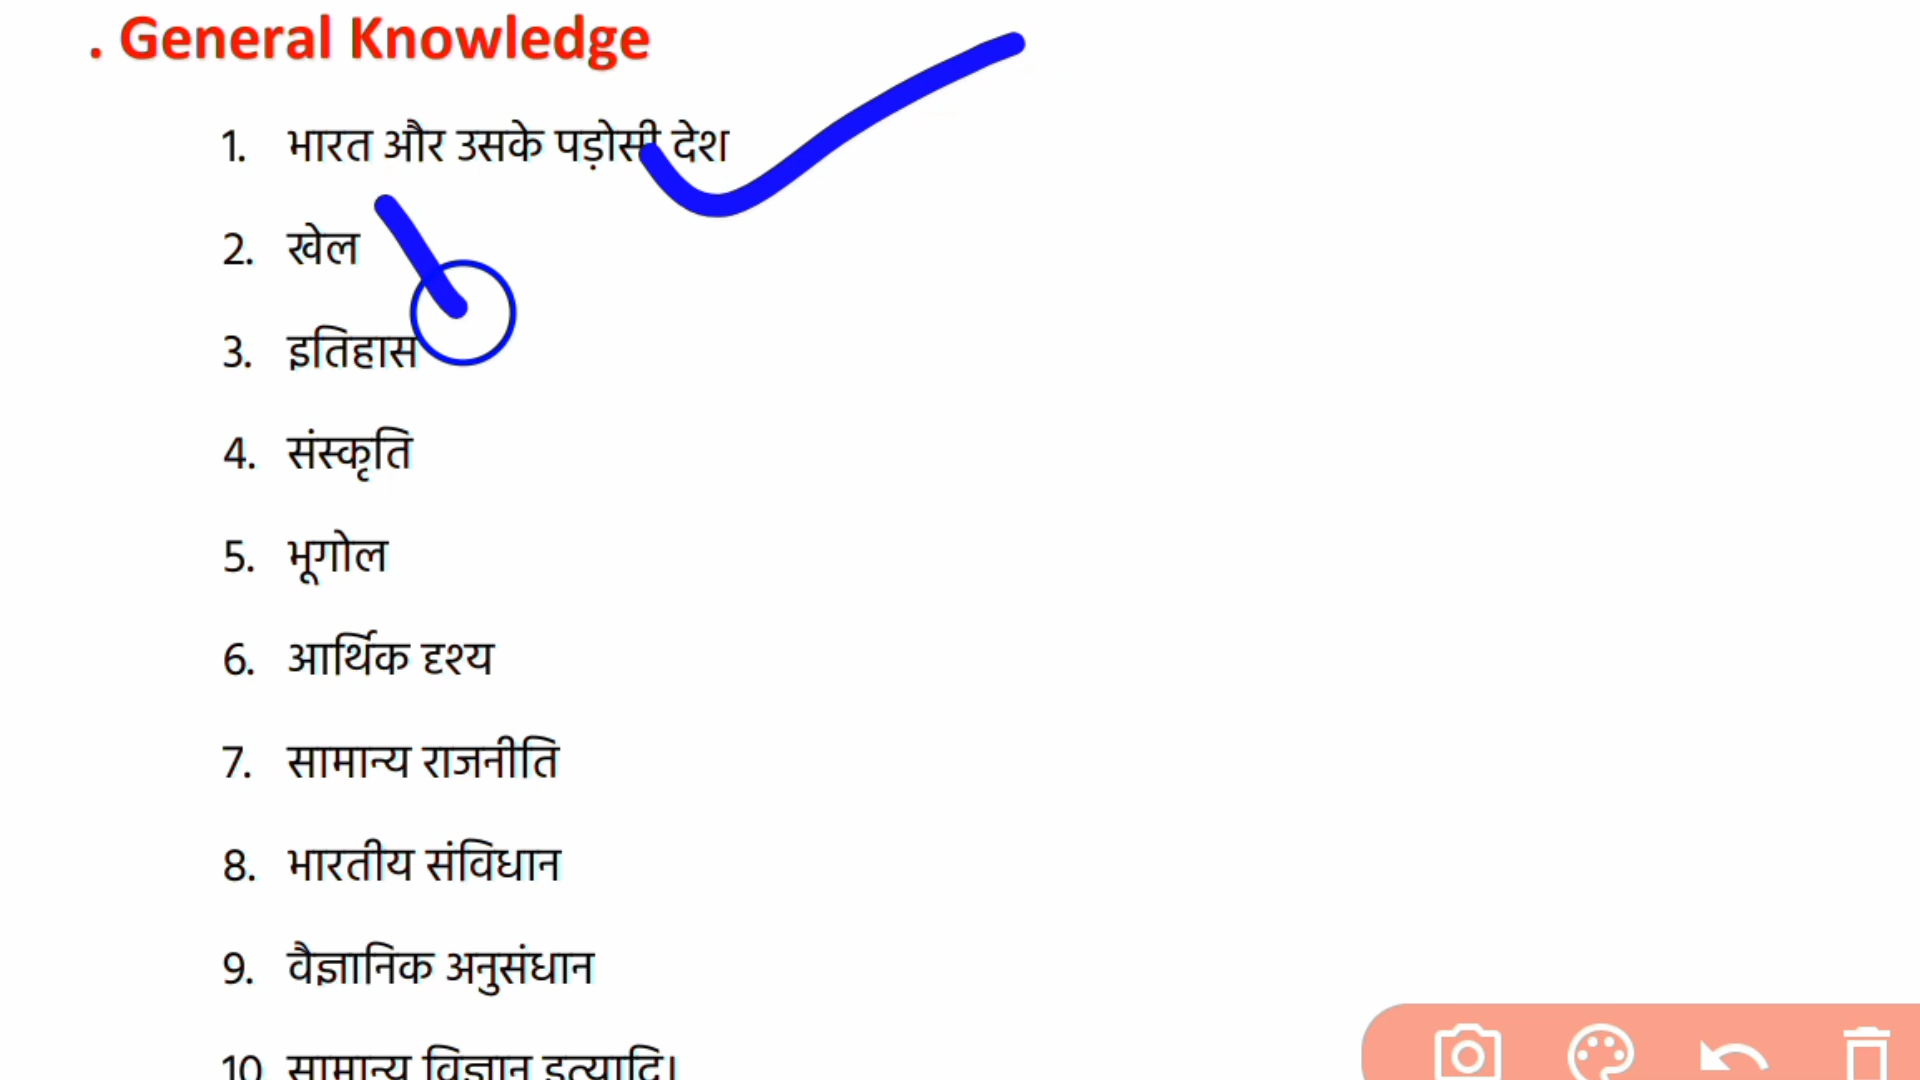 . General Knowledge
1. भारत और उसके पड़ोसी देश
2. खेल
3. इतिहास
4. संस्कृति
5. भूगोल
6. आर्थिक दृश्य
7. सामान्य राजनीति
8. भारतीय संविधान
9. वैज्ञानिक अनुसंधान
10 सामान्य विज्ञान इत्यादि।